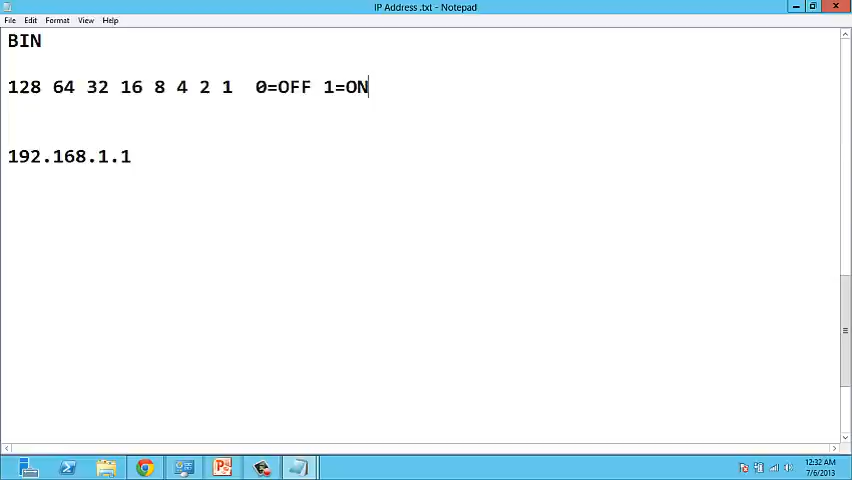 IP Address .txt - Notepad
File Edit Format View Help
BIN
128 64 32 16 8 4 2 1  0=OFF 1=ON
192.168.1.1
12:32 AM
7/6/2013